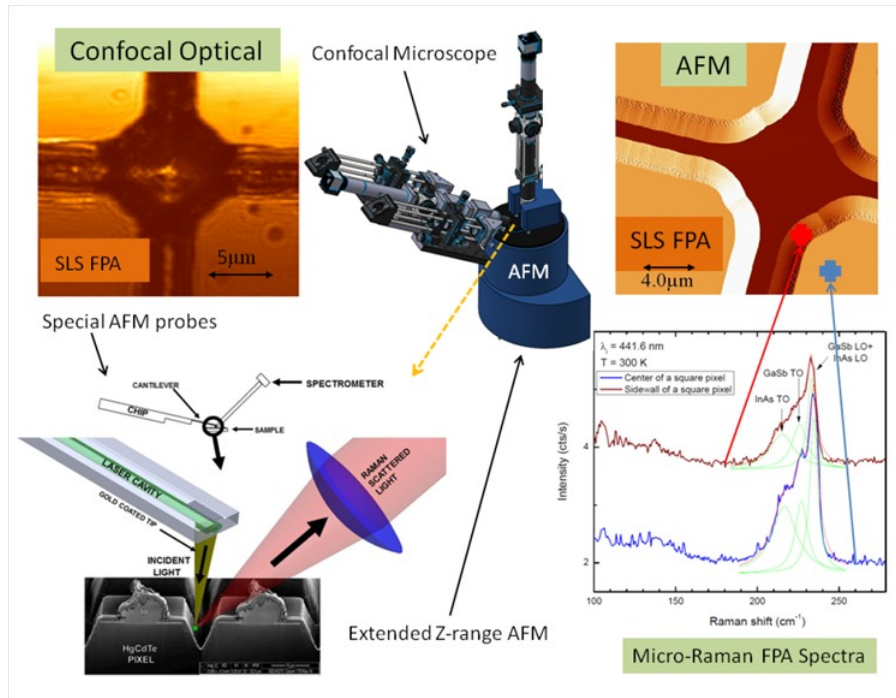 Confocal Optical
SLS FPA
5µm
Confocal Microscope
AFM
AFM
SLS FPA
4.0µm
Special AFM probes
CANTILEVER
SPECTROMETER
CHIP
SAMPLE
LASER CAVITY
GOLD COATED TIP
INCIDENT
LIGHT
RAMAN
SCATTERED
LIGHT
HgCdTe
PIXEL
In
Extended Z-range AFM
λᵢ = 441.6 nm
T = 300 K
Center of a square pixel
Sidewall of a square pixel
GaSb LO+
InAs LO
GaSb TO
InAs TO
Intensity (cts/s)
4
2
100 150 200 250
Raman shift (cm⁻¹)
Micro-Raman FPA Spectra